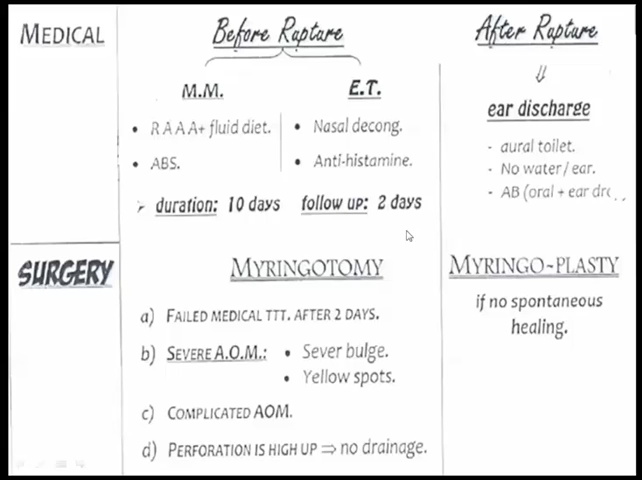 MEDICAL
Before Rupture
After Rupture
M.M.
E.T.
• R A A A+ fluid diet.
• ABS.
• Nasal decong.
• Anti-histamine.
duration: 10 days
follow up: 2 days
⇓
ear discharge
- aural toilet.
- No water / ear.
- AB (oral + ear
SURGERY
MYRINGOTOMY
a) FAILED MEDICAL TTT. AFTER 2 DAYS.
b) SEVERE A.O.M.: • Sever bulge.
• Yellow spots.
c) COMPLICATED AOM.
d) PERFORATION IS HIGH UP ⇒ no drainage.
MYRINGO-PLASTY
if no spontaneous
healing.